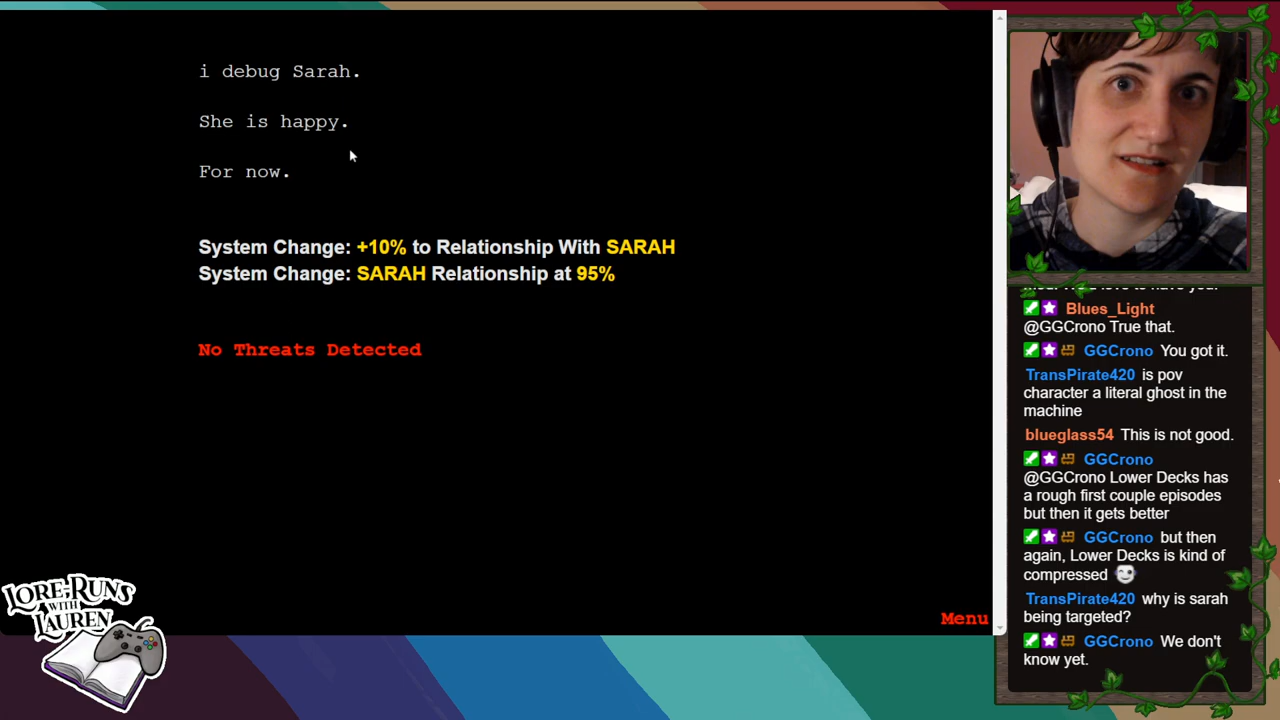 i debug Sarah.
She is happy.
For now.
System Change: +10% to Relationship With SARAH
System Change: SARAH Relationship at 95%
No Threats Detected
Menu
LORE-RUNS
WITH
LAUREN
Blues_Light
@GGCrono True that.
GGCrono You got it.
TransPirate420 is pov
character a literal ghost in the
machine
blueglass54 This is not good.
GGCrono
@GGCrono Lower Decks has
a rough first couple episodes
but then it gets better
GGCrono but then
again, Lower Decks is kind of
compressed
TransPirate420 why is sarah
being targeted?
GGCrono We don't
know yet.